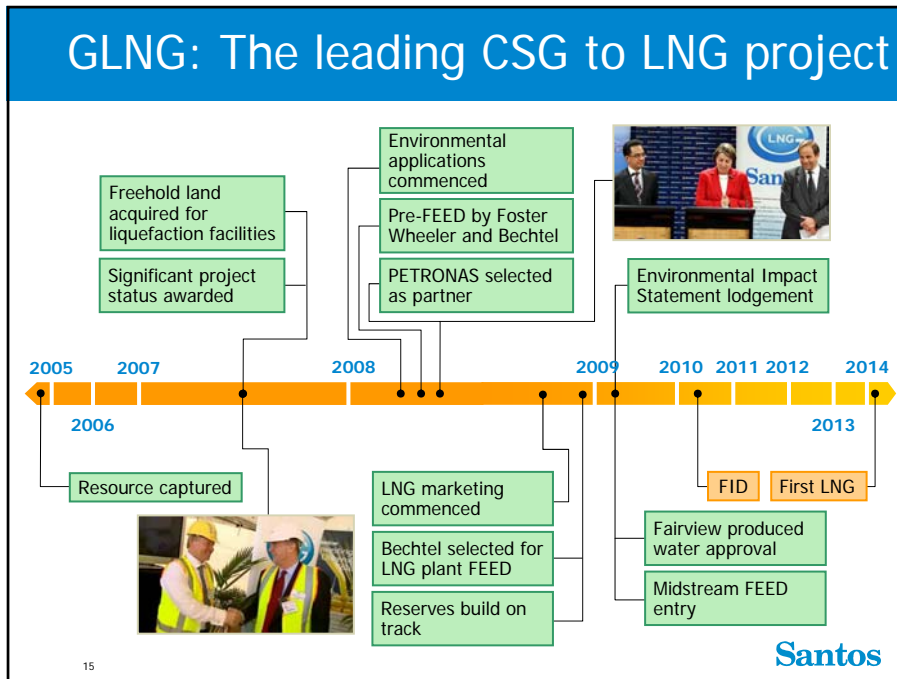 GLNG: The leading CSG to LNG project
Environmental
applications
commenced
Freehold land
acquired for
liquefaction facilities
Pre-FEED by Foster
Wheeler and Bechtel
Significant project
status awarded
PETRONAS selected
as partner
LNG
Santos
Environmental Impact
Statement lodgement
2005
2006
2007
2008
2009
2010
2011
2012
2013
2014
Resource captured
LNG marketing
commenced
Bechtel selected for
LNG plant FEED
Reserves build on
track
FID
First LNG
Fairview produced
water approval
Midstream FEED
entry
15
Santos